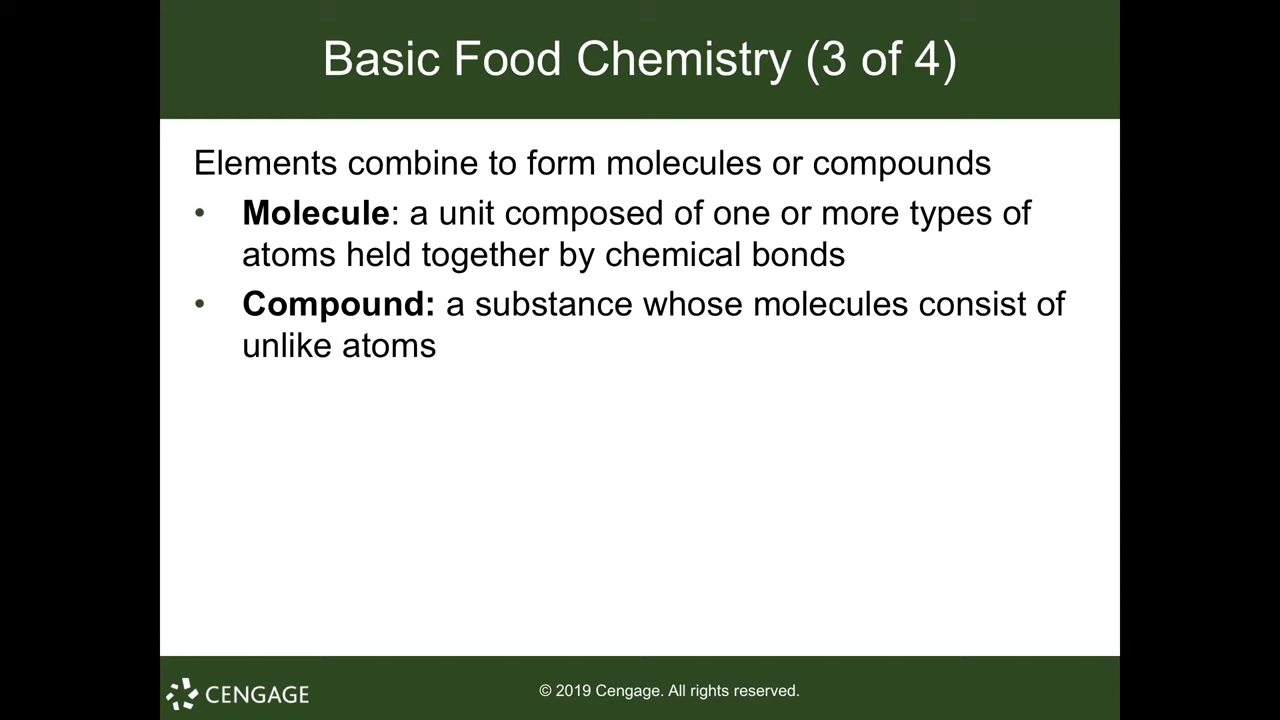 Basic Food Chemistry (3 of 4)
Elements combine to form molecules or compounds
• Molecule: a unit composed of one or more types of
atoms held together by chemical bonds
• Compound: a substance whose molecules consist of
unlike atoms
CENGAGE
© 2019 Cengage. All rights reserved.